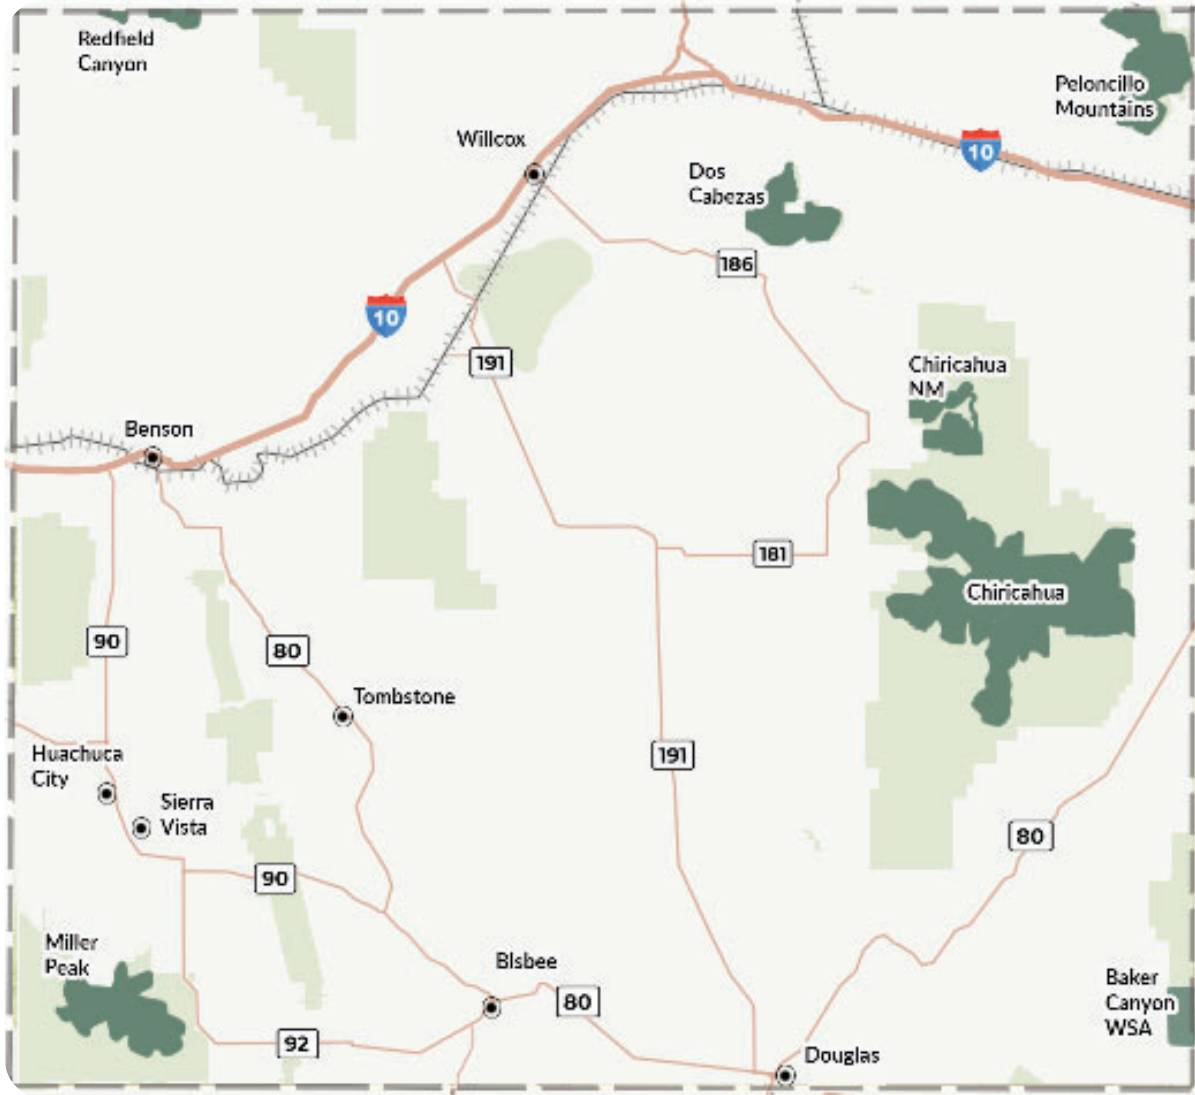 Redfield
Canyon
Peloncillo
Mountains
Willcox
10
Dos
Cabezas
186
10
191
Chiricahua
NM
Benson
181
Chiricahua
90
80
Tombstone
191
Huachuca
City
Sierra
Vista
80
90
Miller
Peak
BIsbee
80
Baker
Canyon
WSA
92
Douglas